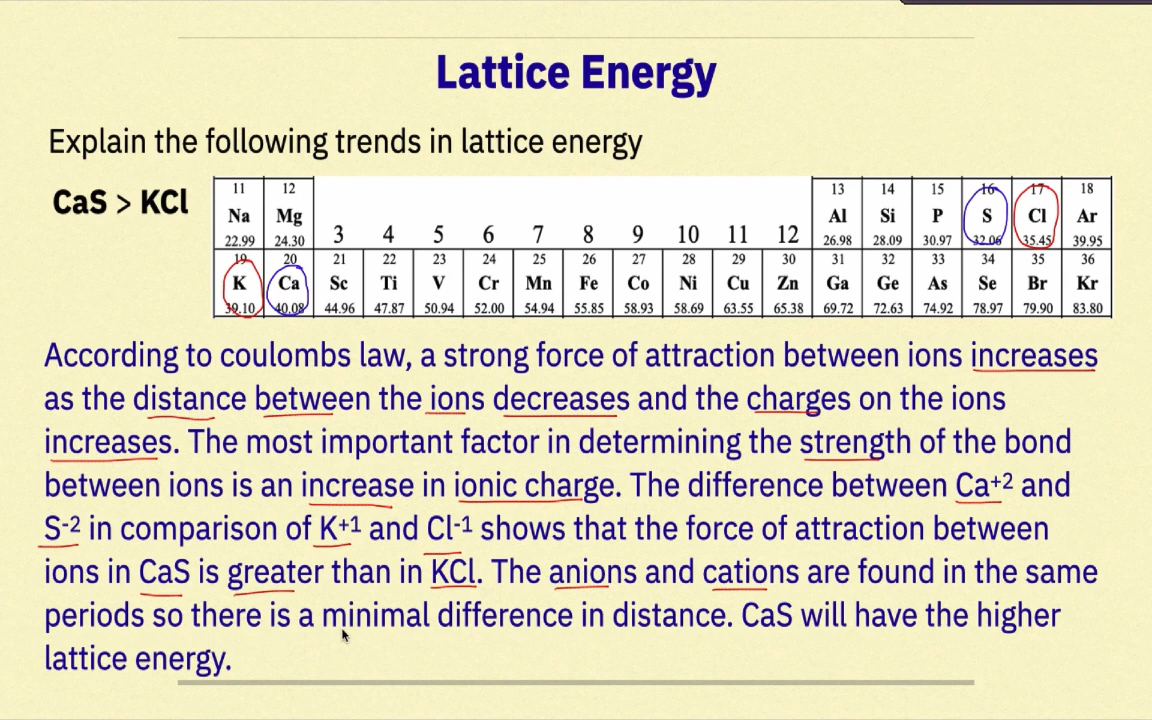 Lattice Energy
Explain the following trends in lattice energy
CaS > KCl
11 12 13 14 15 16 17 18
Na Mg Al Si P S Cl Ar
22.99 24.30 3 4 5 6 7 8 9 10 11 12 26.98 28.09 30.97 32.06 35.45 39.95
19 20 21 22 23 24 25 26 27 28 29 30 31 32 33 34 35 36
K Ca Sc Ti V Cr Mn Fe Co Ni Cu Zn Ga Ge As Se Br Kr
39.10 40.08 44.96 47.87 50.94 52.00 54.94 55.85 58.93 58.69 63.55 65.38 69.72 72.63 74.92 78.97 79.90 83.80
According to coulombs law, a strong force of attraction between ions increases
as the distance between the ions decreases and the charges on the ions
increases. The most important factor in determining the strength of the bond
between ions is an increase in ionic charge. The difference between Ca+2 and
S-2 in comparison of K+1 and Cl-1 shows that the force of attraction between
ions in CaS is greater than in KCl. The anions and cations are found in the same
periods so there is a minimal difference in distance. CaS will have the higher
lattice energy.